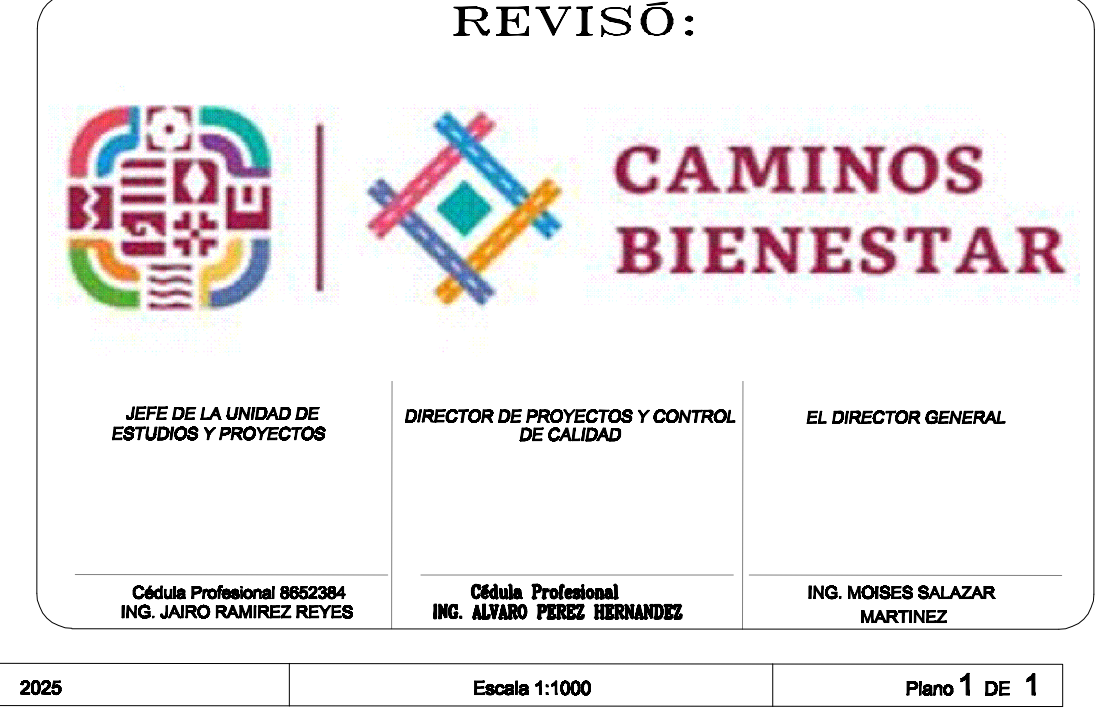 REVISÓ:
CAMINOS
BIENESTAR
JEFE DE LA UNIDAD DE
ESTUDIOS Y PROYECTOS
DIRECTOR DE PROYECTOS Y CONTROL
DE CALIDAD
EL DIRECTOR GENERAL
Cédula Profesional 8652384
ING. JAIRO RAMIREZ REYES
Cédula Profesional
ING. ALVARO PEREZ HERNANDEZ
ING. MOISES SALAZAR
MARTINEZ
2025
Escala 1:1000
Plano 1 DE 1